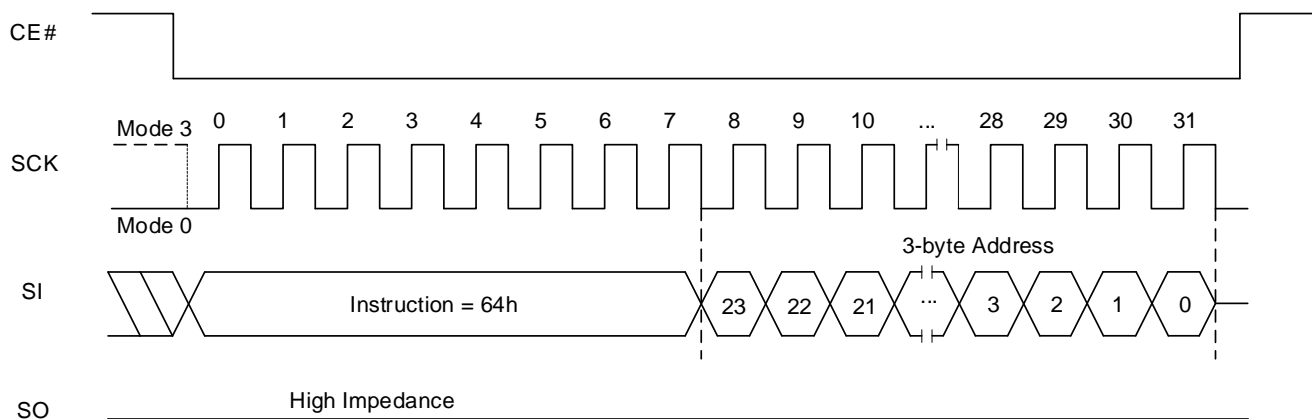 CE#
Mode 3
0 1 2 3 4 5 6 7 8 9 10 ... 28 29 30 31
SCK
Mode 0
3-byte Address
SI
Instruction = 64h
23 22 21 ... 3 2 1 0
High Impedance
SO